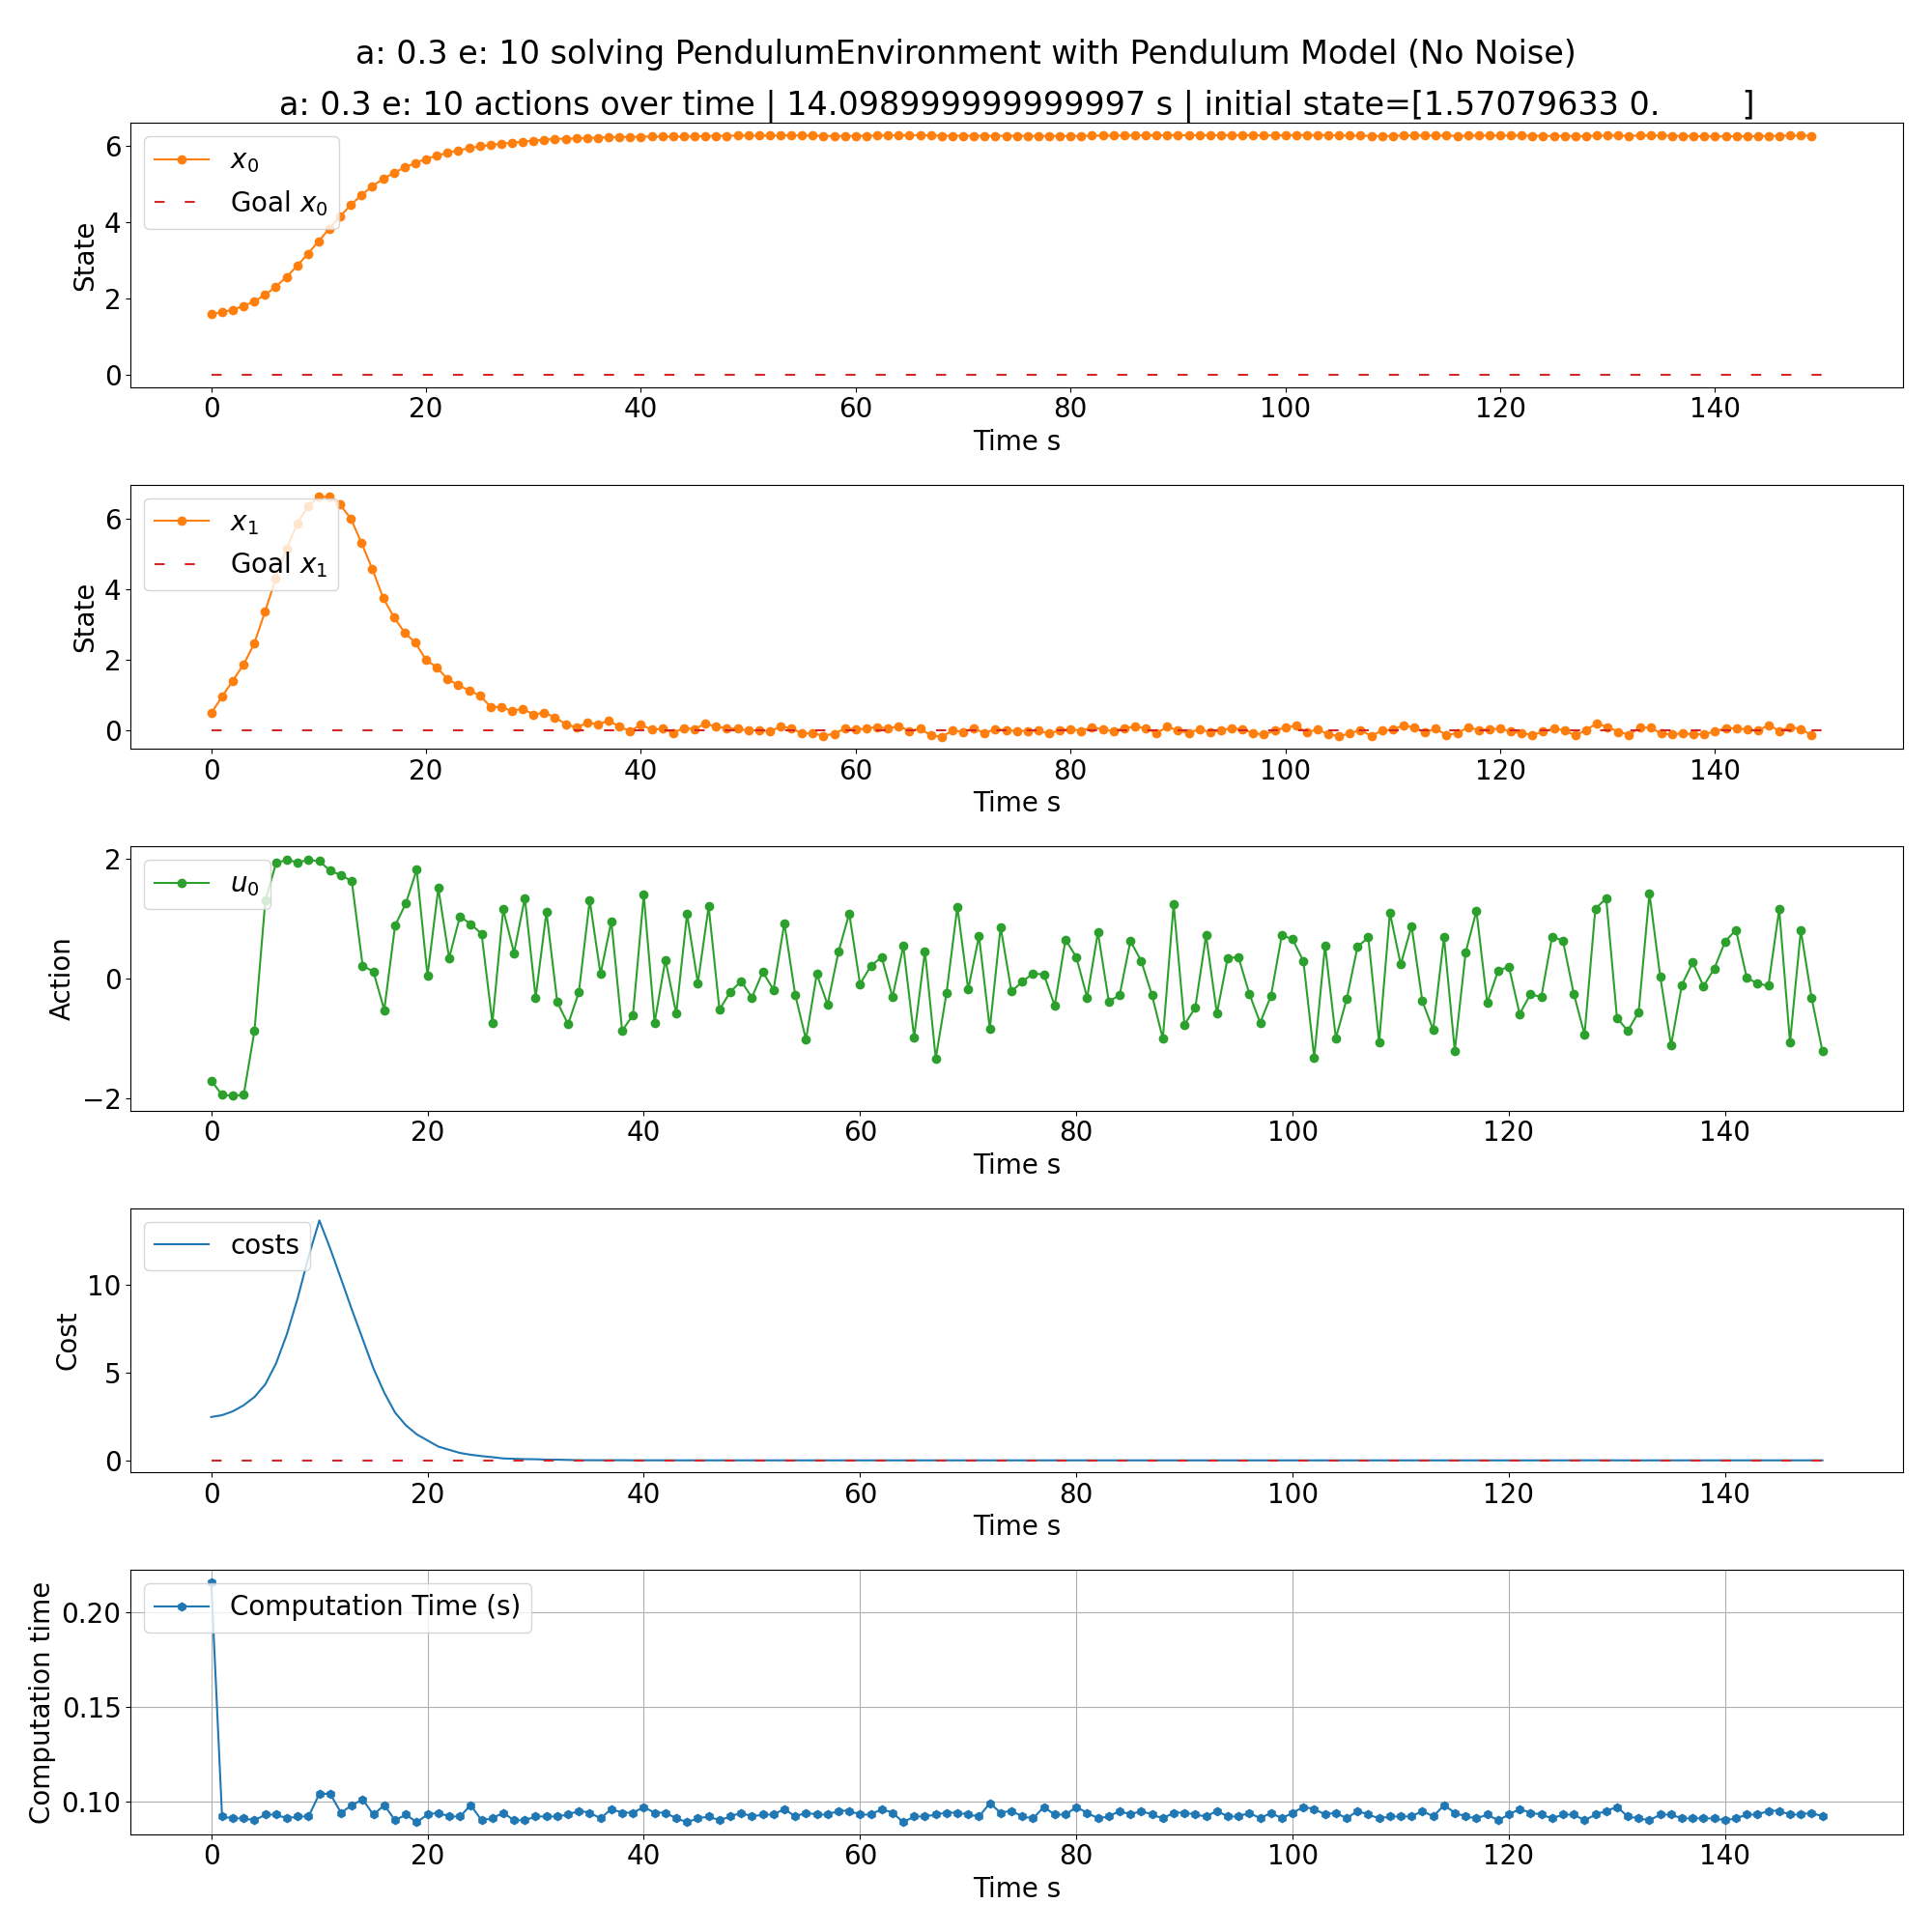 a: 0.3 e: 10 solving PendulumEnvironment with Pendulum Model (No Noise)
a: 0.3 e: 10 actions over time | 14.098999999999997 s | initial state=[1.57079633 0.         ]
x₀
Goal x₀
State
6
4
2
0
0 20 40 60 80 100 120 140
Time s
x₁
Goal x₁
State
6
4
2
0
0 20 40 60 80 100 120 140
Time s
u₀
Action
2
0
−2
0 20 40 60 80 100 120 140
Time s
costs
Cost
10
5
0
0 20 40 60 80 100 120 140
Time s
Computation Time (s)
Computation time
0.20
0.15
0.10
0 20 40 60 80 100 120 140
Time s